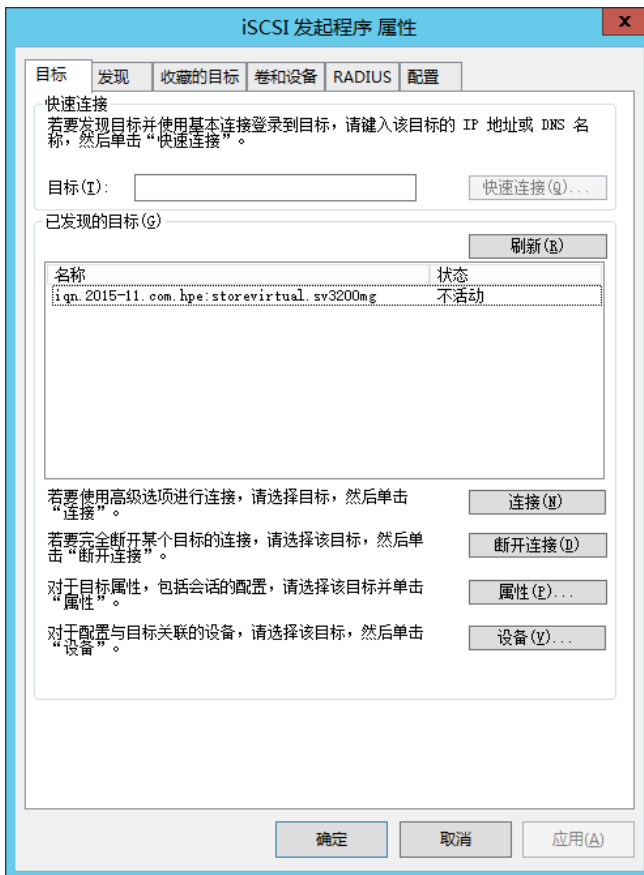 iSCSI 发起程序 属性
x
目标
发现
收藏的目标
卷和设备
RADIUS
配置
快速连接
若要发现目标并使用基本连接登录到目标，请键入该目标的 IP 地址或 DNS 名
称，然后单击“快速连接”。
目标(T):
快速连接(Q)...
已发现的目标(G)
刷新(R)
名称
状态
iqn.2015-11.com.hpe:storevirtual.sv3200mg
不活动
若要使用高级选项进行连接，请选择目标，然后单击
“连接”。
连接(N)
若要完全断开某个目标的连接，请选择该目标，然后单
击“断开连接”。
断开连接(D)
对于目标属性，包括会话的配置，请选择该目标并单击
“属性”。
属性(P)...
对于配置与目标关联的设备，请选择该目标，然后单击
“设备”。
设备(V)...
确定
取消
应用(A)